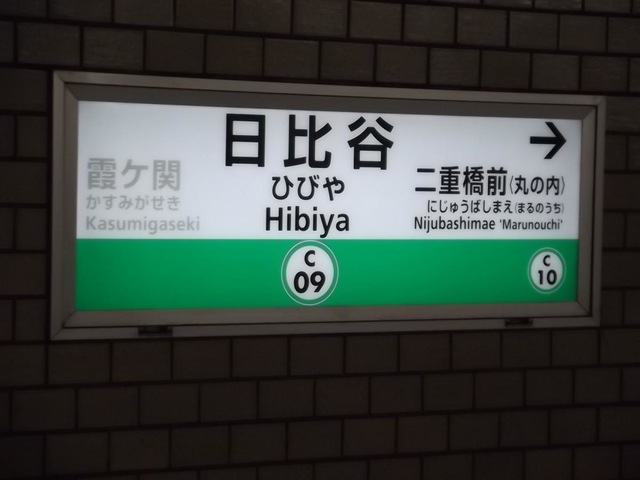 霞ケ関
かすみがせき
Kasumigaseki
日比谷
ひびや
Hibiya
C
09
→
二重橋前〈丸の内〉
にじゅうばしまえ〈まるのうち〉
Nijubashimae 'Marunouchi'
C
10